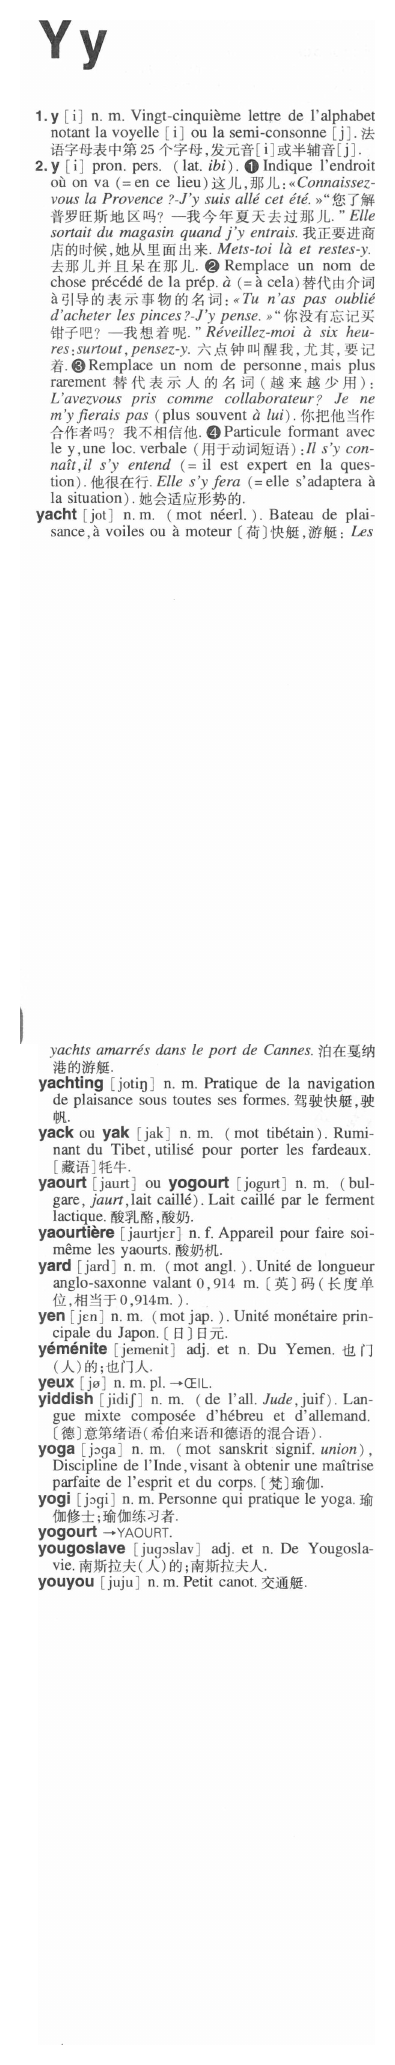 Y y
1. y [i] n. m. Vingt-cinquième lettre de l'alphabet
notant la voyelle [i] ou la semi-consonne [j]. 法
语字母表中第 25 个字母,发元音[i]或半辅音[j].
2. y [i] pron. pers. (lat. ibi). ❶ Indique l'endroit
où on va (=en ce lieu)这儿,那儿:«Connaissez-
vous la Provence ?-J'y suis allé cet été. »“您了解
普罗旺斯地区吗? —我今年夏天去过那儿.” Elle
sortait du magasin quand j'y entrais. 我正要进商
店的时候,她从里面出来. Mets-toi là et restes-y.
去那儿并且呆在那儿. ❷ Remplace un nom de
chose précédé de la prép. à (=à cela)替代由介词
à引导的表示事物的名词:«Tu n'as pas oublié
d'acheter les pinces?-J'y pense. »“你没有忘记买
钳子吧? —我想着呢.” Réveillez-moi à six heu-
res:surtout, pensez-y. 六点钟叫醒我,尤其,要记
着. ❸ Remplace un nom de personne,mais plus
rarement 替代表示人的名词(越来越少用):
L'avezvous pris comme collaborateur? Je ne
m'y fierais pas (plus souvent à lui). 你把他当作
合作者吗? 我不相信他. ❹ Particule formant avec
le y,une loc. verbale (用于动词短语):Il s'y con-
naît,il s'y entend (= il est expert en la ques-
tion). 他很在行. Elle s'y fera (=elle s'adaptera à
la situation). 她会适应形势的.
yacht [jot] n. m. (mot néerl. ). Bateau de plai-
sance,à voiles ou à moteur〔荷〕快艇,游艇: Les
yachts amarrés dans le port de Cannes. 泊在戛纳
港的游艇.
yachting [jotiŋ] n. m. Pratique de la navigation
de plaisance sous toutes ses formes. 驾驶快艇,驶
帆.
yack ou yak [jak] n. m. (mot tibétain). Rumi-
nant du Tibet,utilisé pour porter les fardeaux.
[藏语]牦牛.
yaourt [jaurt] ou yogourt [jogurt] n. m. (bul-
gare, jaurt,lait caillé). Lait caillé par le ferment
lactique. 酸乳酪,酸奶.
yaourtière [jaurtjɛr] n. f. Appareil pour faire soi-
même les yaourts. 酸奶机.
yard [jard] n. m. (mot angl. ). Unité de longueur
anglo-saxonne valant 0,914 m.〔英〕码(长度单
位,相当于0,914m. ).
yen [jɛn] n. m. (mot jap. ). Unité monétaire prin-
cipale du Japon.〔日〕日元.
yéménite [jemenit] adj. et n. Du Yemen. 也门
(人)的;也门人.
yeux [jø] n. m. pl. →ŒIL.
yiddish [jidiʃ] n. m. (de l'all. Jude,juif). Lan-
gue mixte composée d'hébreu et d'allemand.
〔德〕意第绪语(希伯来语和德语的混合语).
yoga [jɔga] n. m. (mot sanskrit signif. union),
Discipline de l'Inde,visant à obtenir une maîtrise
parfaite de l'esprit et du corps.〔梵〕瑜伽.
yogi [jɔgi] n. m. Personne qui pratique le yoga. 瑜
伽修士;瑜伽练习者.
yogourt →YAOURT.
yougoslave [jugɔslav] adj. et n. De Yougosla-
vie. 南斯拉夫(人)的;南斯拉夫人.
youyou [juju] n. m. Petit canot. 交通艇.